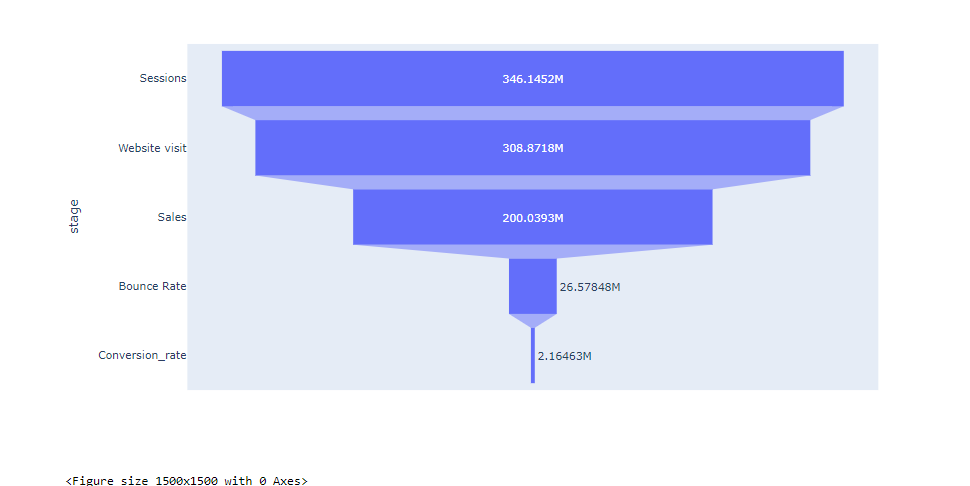 Sessions
346.1452M
Website visit
308.8718M
stage
Sales
200.0393M
Bounce Rate
26.57848M
Conversion_rate
2.16463M
<Figure size 1500x1500 with 0 Axes>